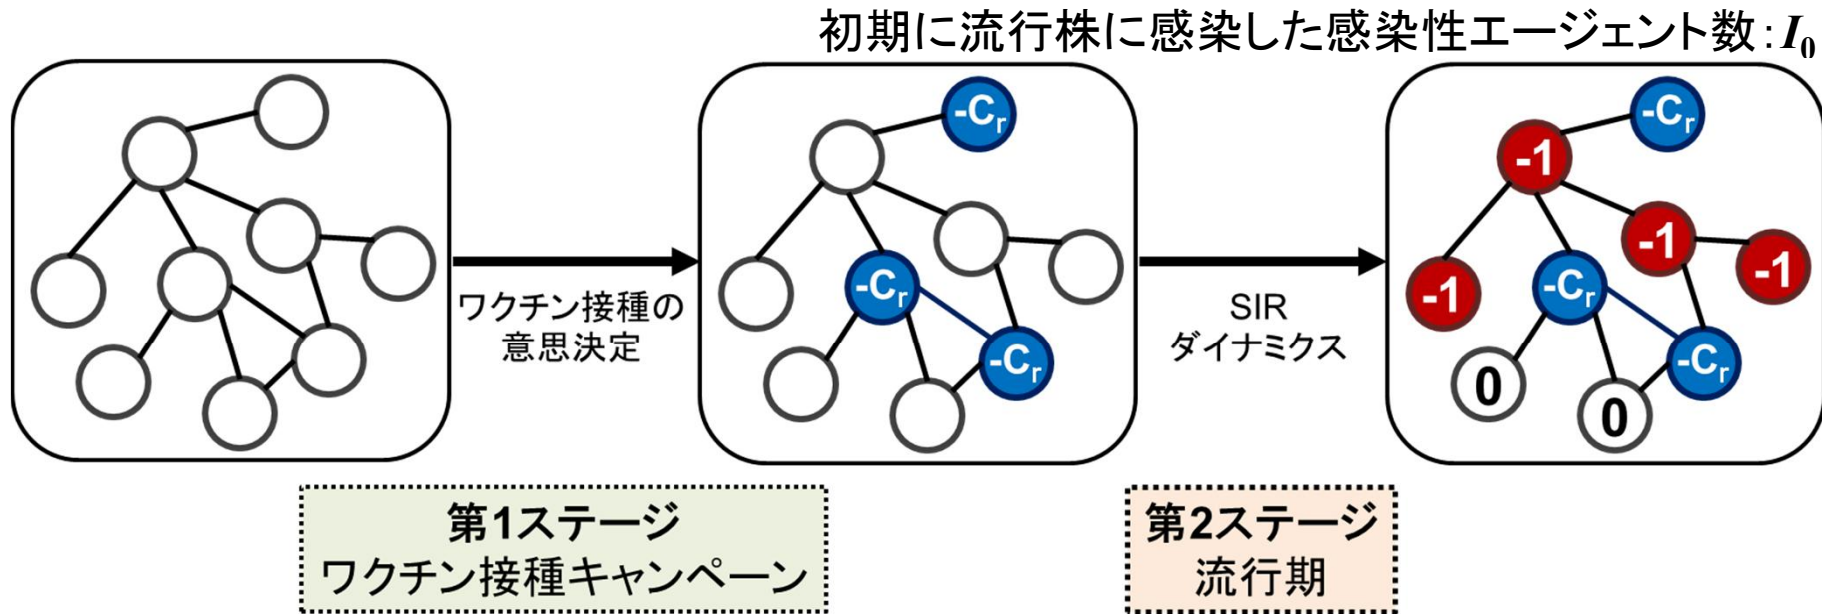 初期に流行株に感染した感染性エージェント数:I₀
-Cᵣ
-Cᵣ
-Cᵣ
ワクチン接種の
意思決定
SIR
ダイナミクス
-Cᵣ
-1
-1
-1
-1
-Cᵣ
-Cᵣ
0
0
第1ステージ
ワクチン接種キャンペーン
第2ステージ
流行期